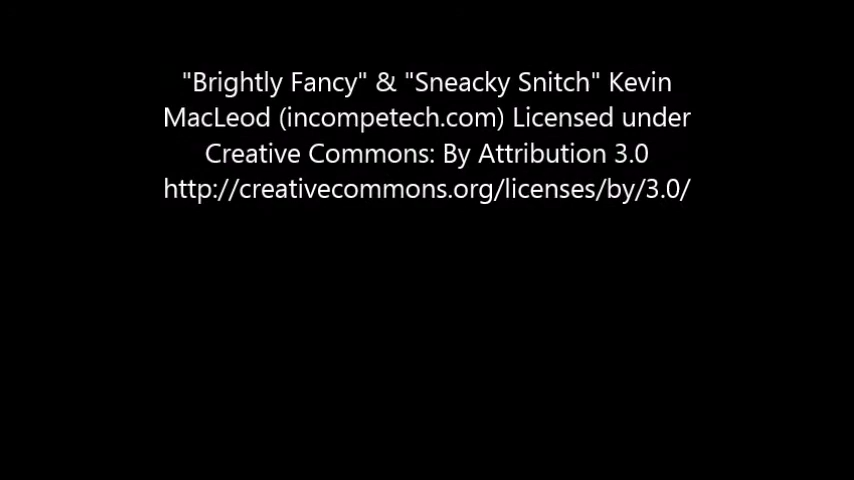 "Brightly Fancy" & "Sneacky Snitch" Kevin
MacLeod (incompetech.com) Licensed under
Creative Commons: By Attribution 3.0
http://creativecommons.org/licenses/by/3.0/